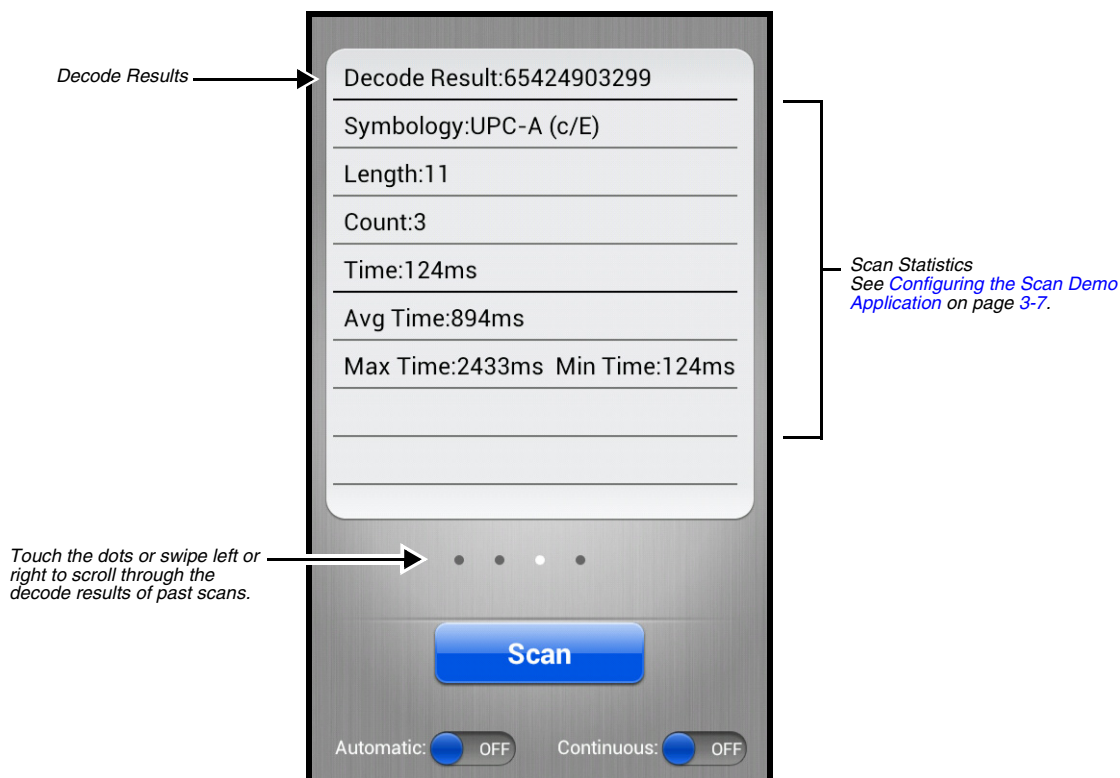 Decode Results
Decode Result:65424903299
Symbology:UPC-A (c/E)
Length:11
Count:3
Time:124ms
Avg Time:894ms
Max Time:2433ms Min Time:124ms
Scan Statistics
See Configuring the Scan Demo
Application on page 3-7.
Touch the dots or swipe left or
right to scroll through the
decode results of past scans.
Scan
Automatic: OFF Continuous: OFF